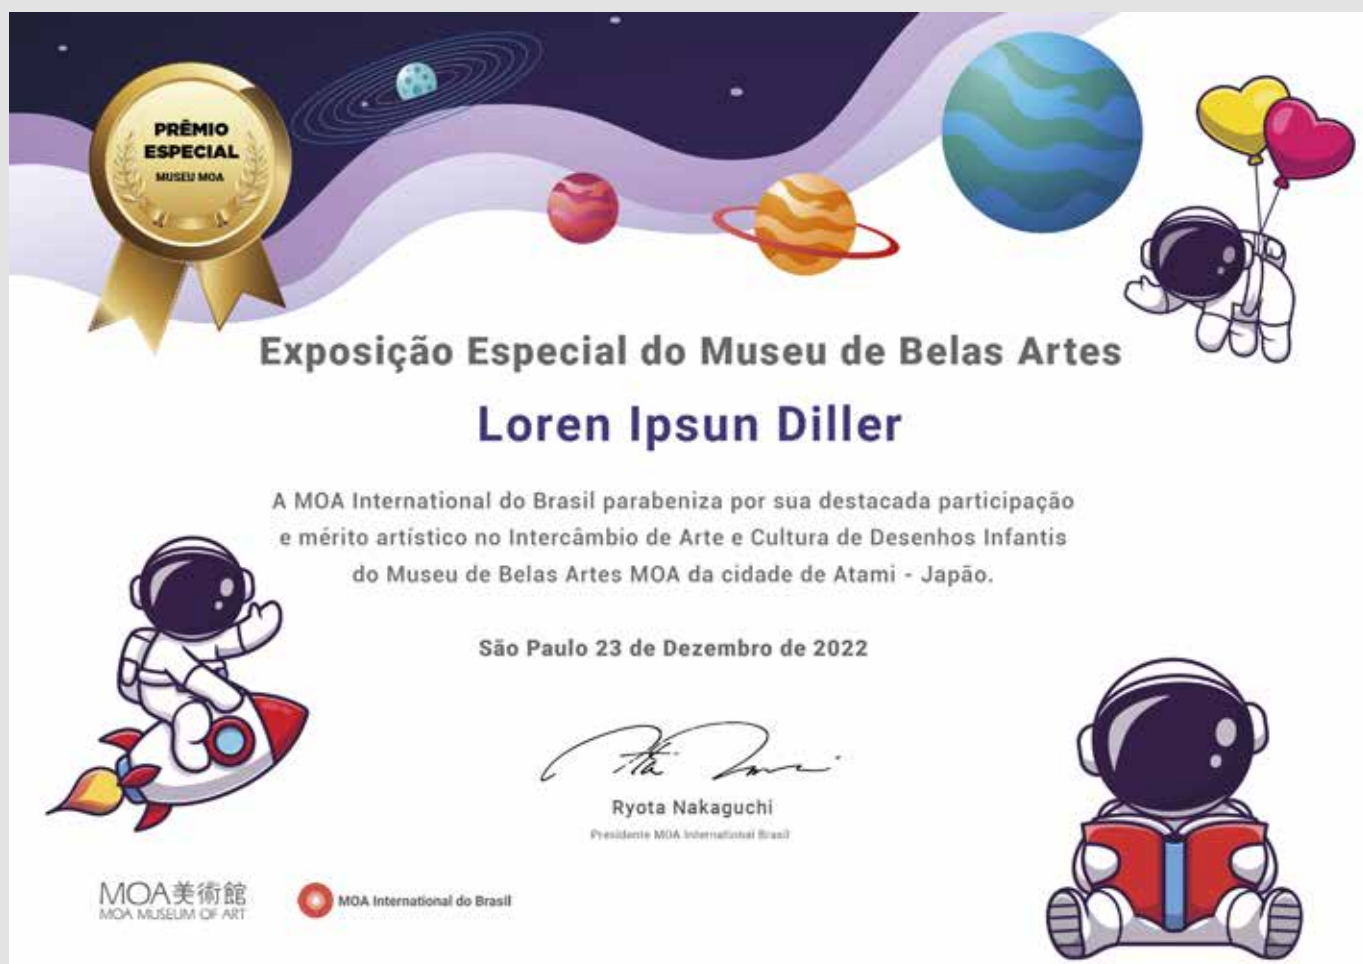 PRÊMIO
ESPECIAL
MUSEU MOA
Exposição Especial do Museu de Belas Artes
Loren Ipsun Diller
A MOA International do Brasil parabeniza por sua destacada participação
e mérito artístico no Intercâmbio de Arte e Cultura de Desenhos Infantis
do Museu de Belas Artes MOA da cidade de Atami - Japão.
São Paulo 23 de Dezembro de 2022
Ryota Nakaguchi
Presidente MOA International Brasil
MOA美術館
MOA MUSEUM OF ART
MOA International do Brasil